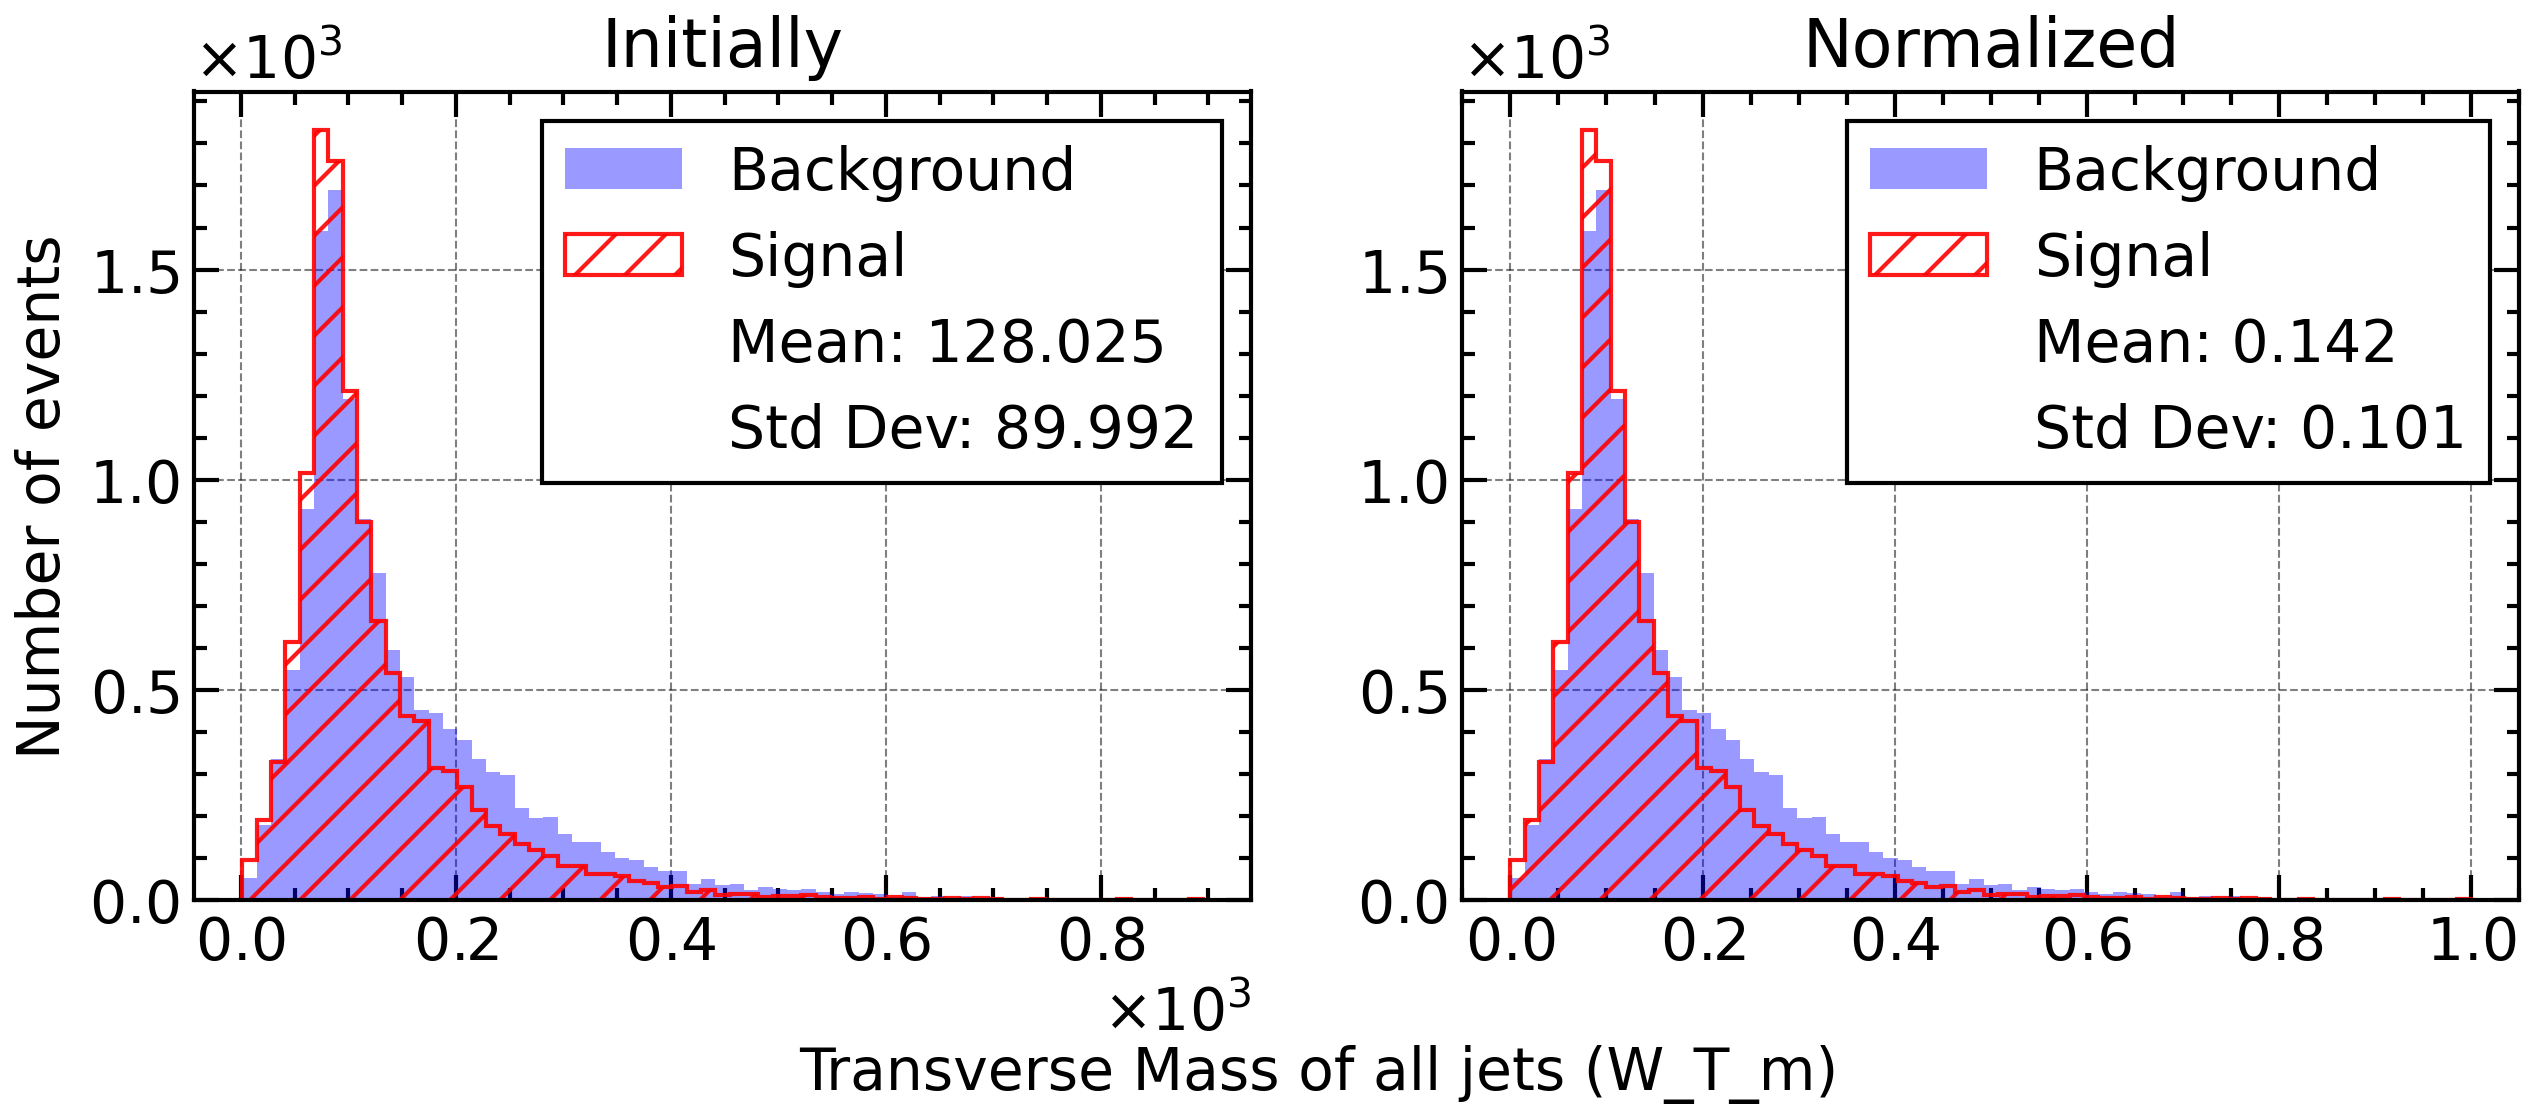 Initially
×10³
Number of events
1.5
1.0
0.5
0.0
Background
Signal
Mean: 128.025
Std Dev: 89.992
0.0 0.2 0.4 0.6 0.8
×10³
Normalized
×10³
1.5
1.0
0.5
0.0
Background
Signal
Mean: 0.142
Std Dev: 0.101
0.0 0.2 0.4 0.6 0.8 1.0
Transverse Mass of all jets (W_T_m)